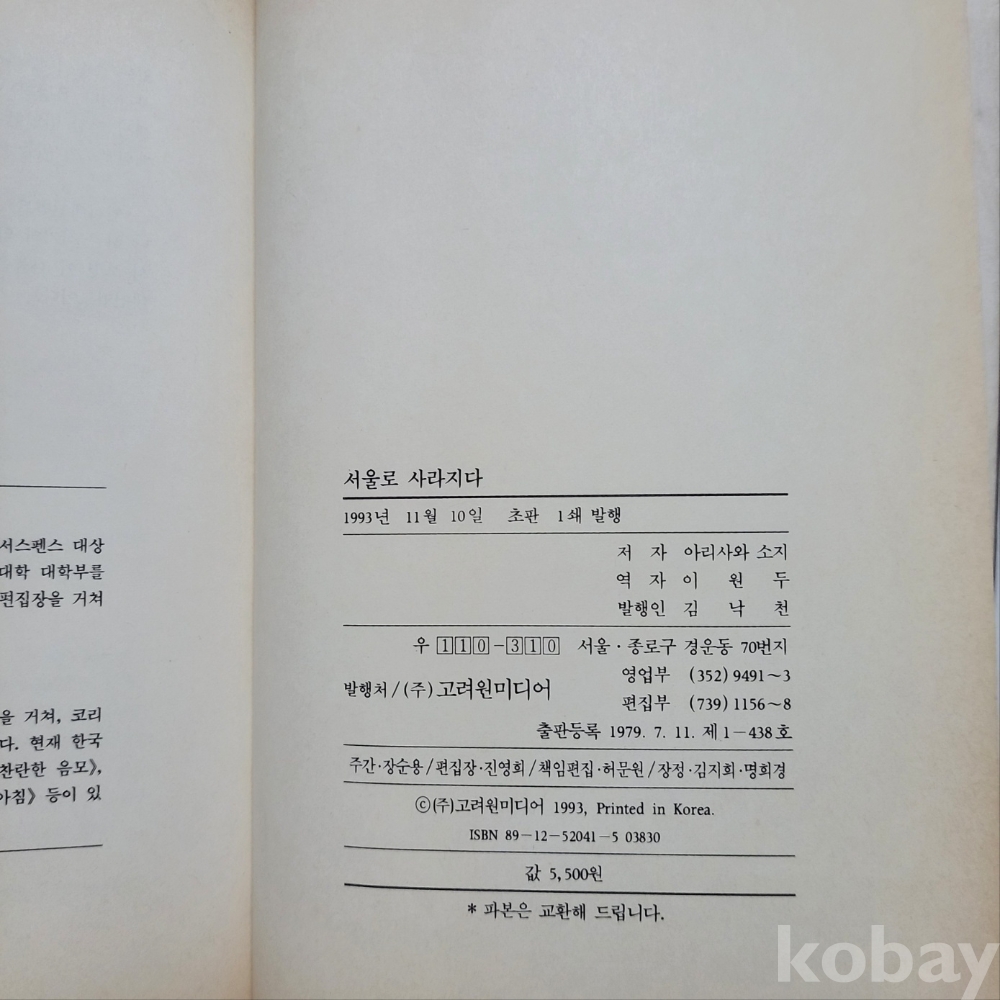 서스펜스 대상
대학 대학부를
편집장을 거쳐
을 거쳐, 코리
다. 현재 한국
찬란한 음모》,
아침》 등이 있
서울로 사라지다
1993년 11월 10일 초판 1쇄 발행
저 자 아리사와 소지
역 자 이 원 두
발행인 김 낙 천
우 110-310 서울·종로구 경운동 70번지
영업부 (352) 9491~3
발행처/(주)고려원미디어
편집부 (739) 1156~8
출판등록 1979. 7. 11. 제 1-438호
주간·장순용/편집장·진영희/책임편집·허문원/장정·김지희·명희경
ⓒ(주)고려원미디어 1993, Printed in Korea.
ISBN 89-12-52041-5 03830
값 5,500원
* 파본은 교환해 드립니다.
kobay